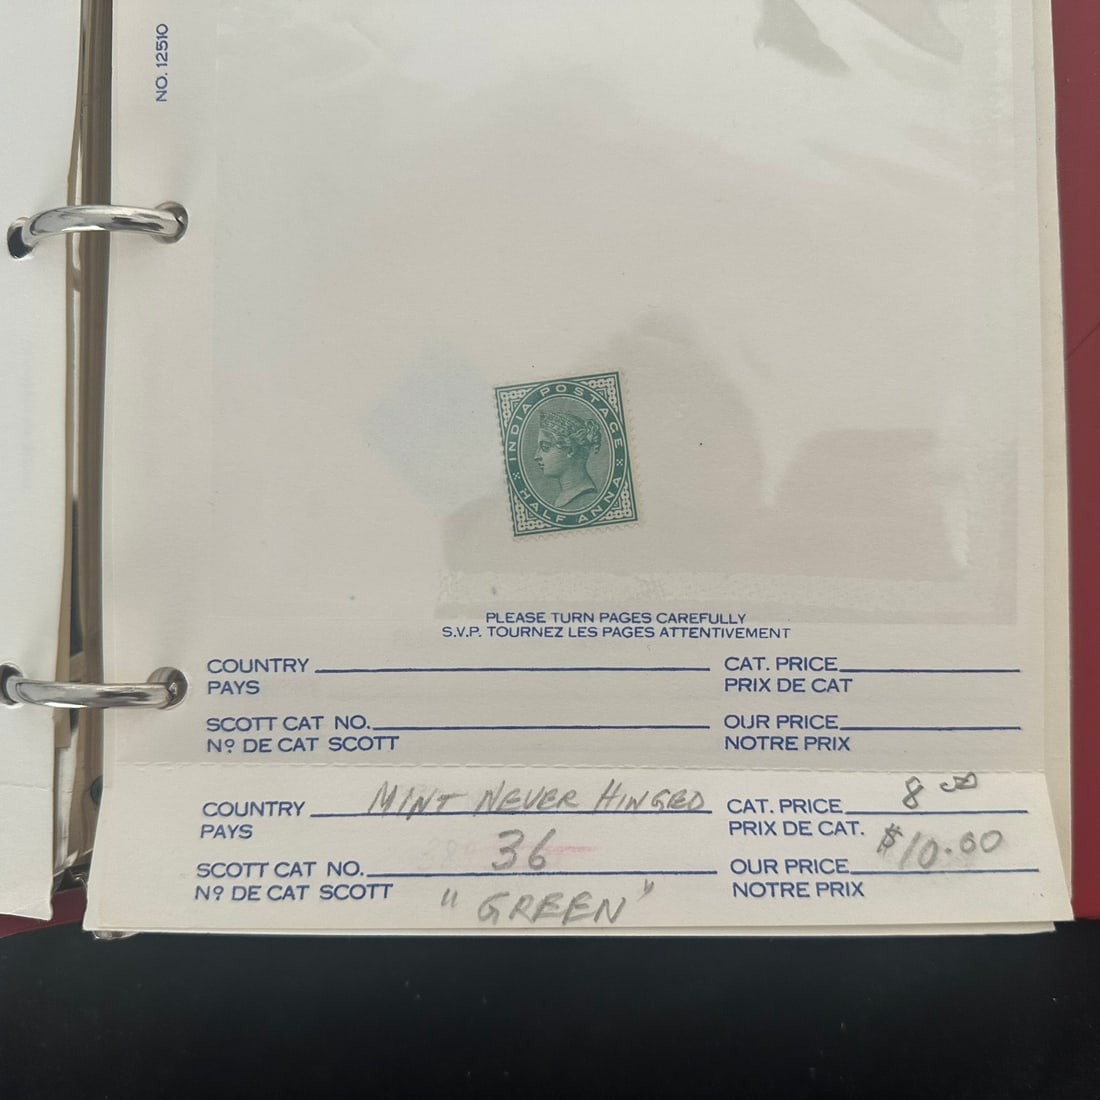 NO. 12510
INDIA POSTAGE
HALF ANNA
PLEASE TURN PAGES CAREFULLY
S.V.P. TOURNEZ LES PAGES ATTENTIVEMENT
COUNTRY CAT. PRICE
PAYS PRIX DE CAT
SCOTT CAT NO. OUR PRICE
Nº DE CAT SCOTT NOTRE PRIX
COUNTRY MINT NEVER HINGED CAT. PRICE 8 00
PAYS PRIX DE CAT.
SCOTT CAT NO. 36 OUR PRICE $10.00
Nº DE CAT SCOTT "GREEN" NOTRE PRIX